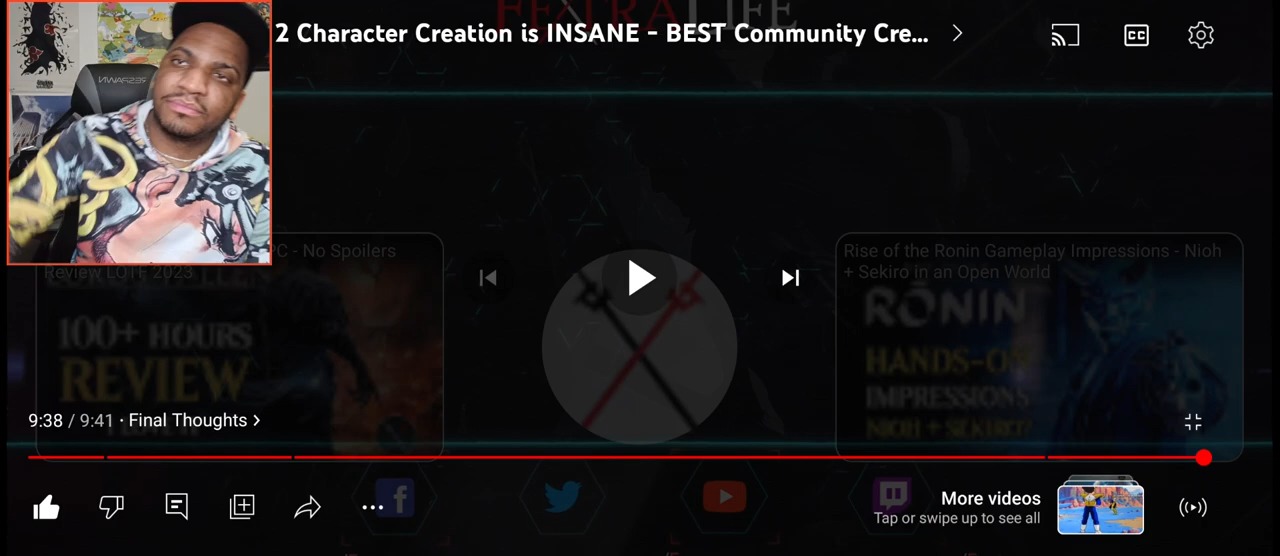 FEXTRALIFE
2 Character Creation is INSANE - BEST Community Cre...
CC
PC - No Spoilers
Review LOTF 2023
Rise of the Ronin Gameplay Impressions - Nioh
+ Sekiro in an Open World
100+ HOURS
REVIEW
RONIN
HANDS-ON
IMPRESSIONS
NIOH + SEKIRO?
9:38 / 9:41 · Final Thoughts >
More videos
Tap or swipe up to see all